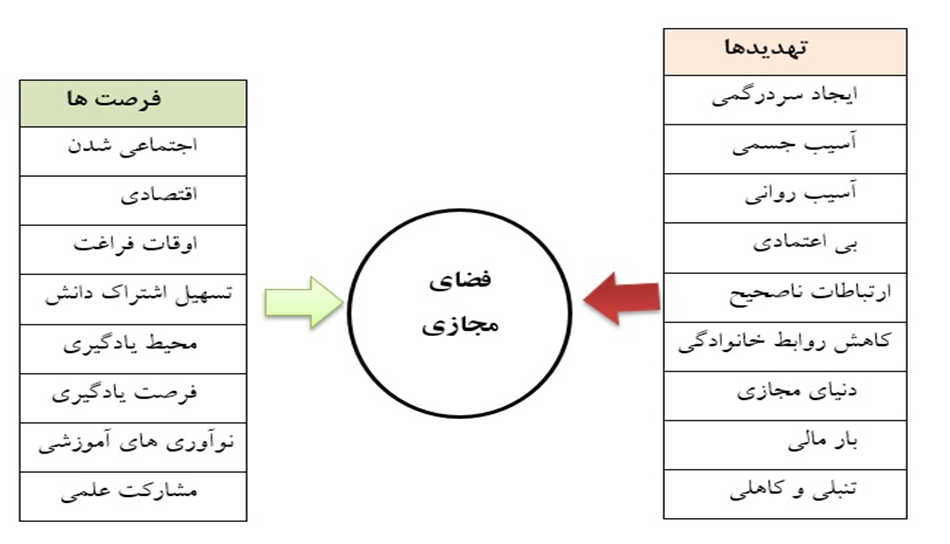 تهدیدها
ایجاد سردرگمی
آسیب جسمی
آسیب روانی
بی اعتمادی
ارتباطات ناصحیح
کاهش روابط خانوادگی
دنیای مجازی
بار مالی
تنبلی و کاهلی
فضای
مجازی
فرصت ها
اجتماعی شدن
اقتصادی
اوقات فراغت
تسهیل اشتراک دانش
محیط یادگیری
فرصت یادگیری
نوآوری های آموزشی
مشارکت علمی